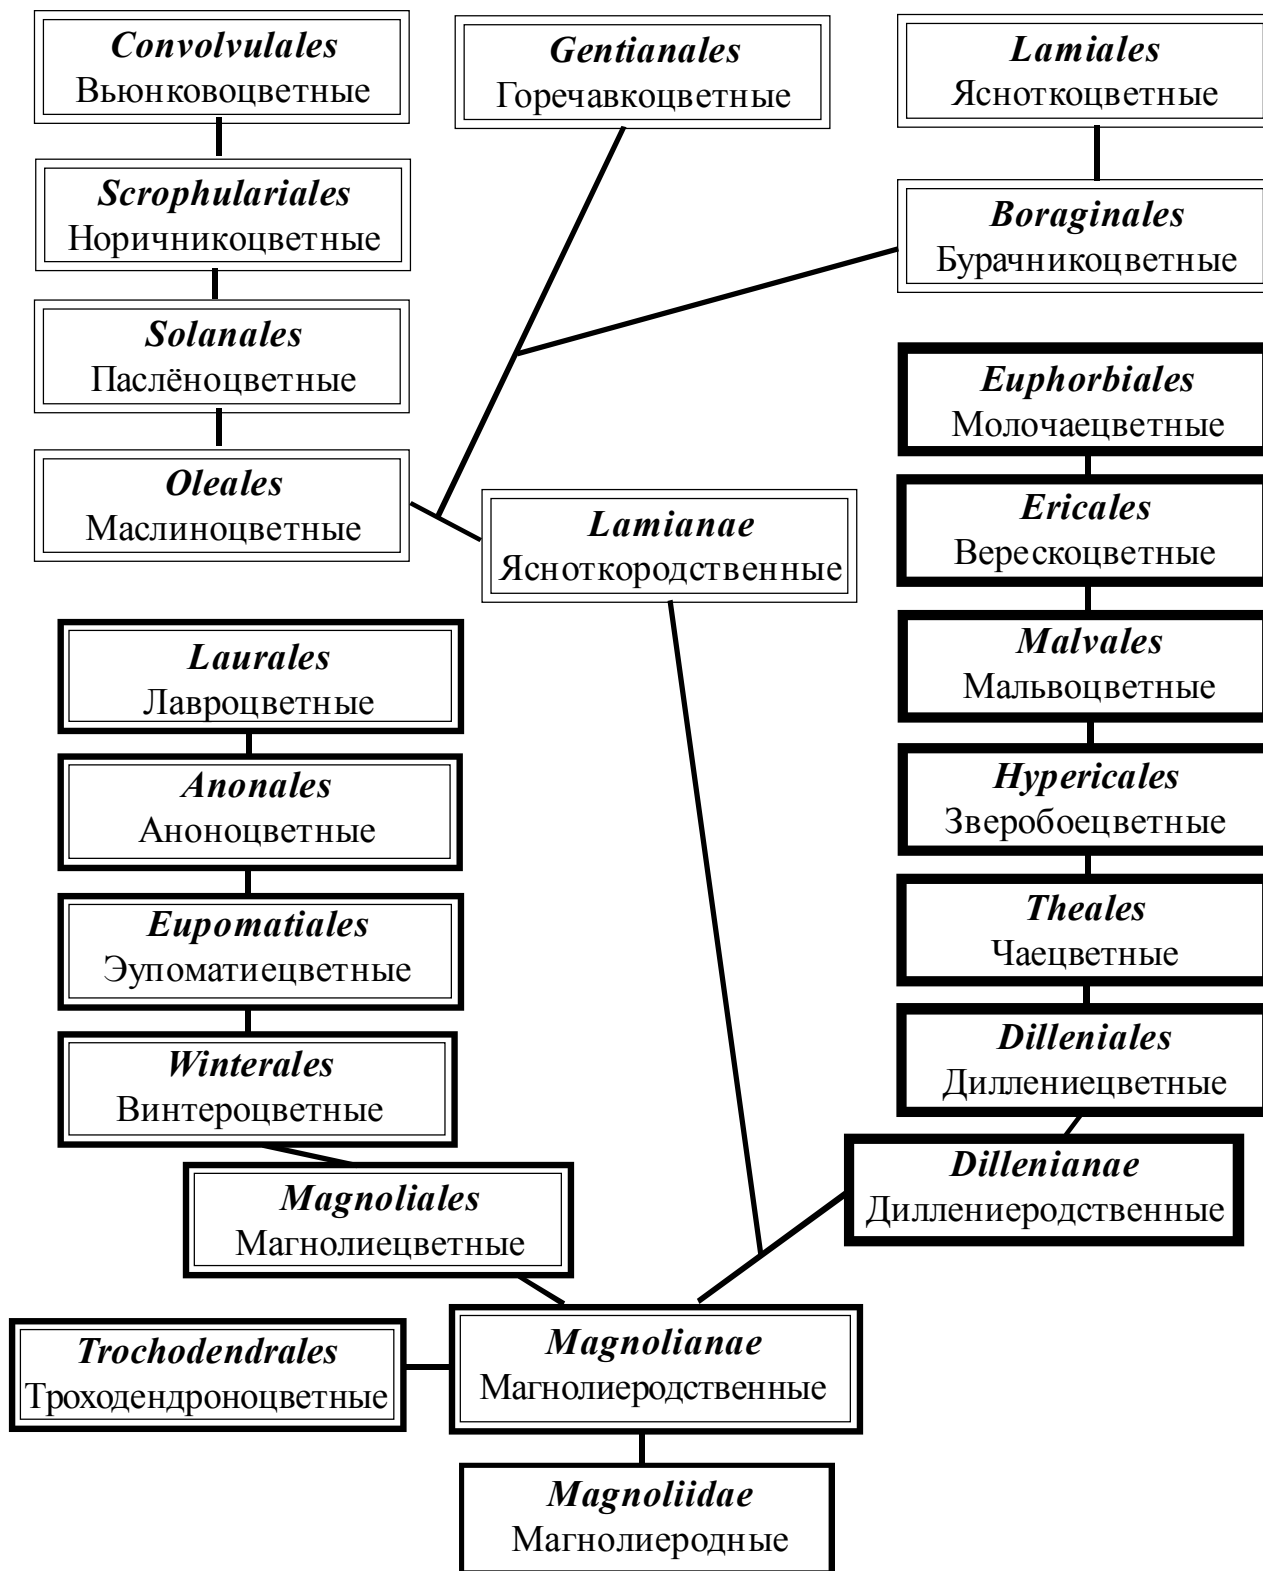 Convolvulales
Вьюнковоцветные
Gentianales
Горечавкоцветные
Lamiales
Ясноткоцветные
Scrophulariales
Норичникоцветные
Boraginales
Бурачникоцветные
Solanales
Паслёноцветные
Euphorbiales
Молочаецветные
Oleales
Маслиноцветные
Lamianae
Ясноткородственные
Ericales
Верескоцветные
Laurales
Лавроцветные
Malvales
Мальвоцветные
Anonales
Аноноцветные
Hypericales
Зверобоецветные
Eupomatiales
Эупоматиецветные
Theales
Чаецветные
Winterales
Винтероцветные
Dilleniales
Диллениецветные
Magnoliales
Магнолиецветные
Dillenianae
Диллениеродственные
Trochodendrales
Троходендроноцветные
Magnolianae
Магнолиеродственные
Magnoliidae
Магнолиеродные